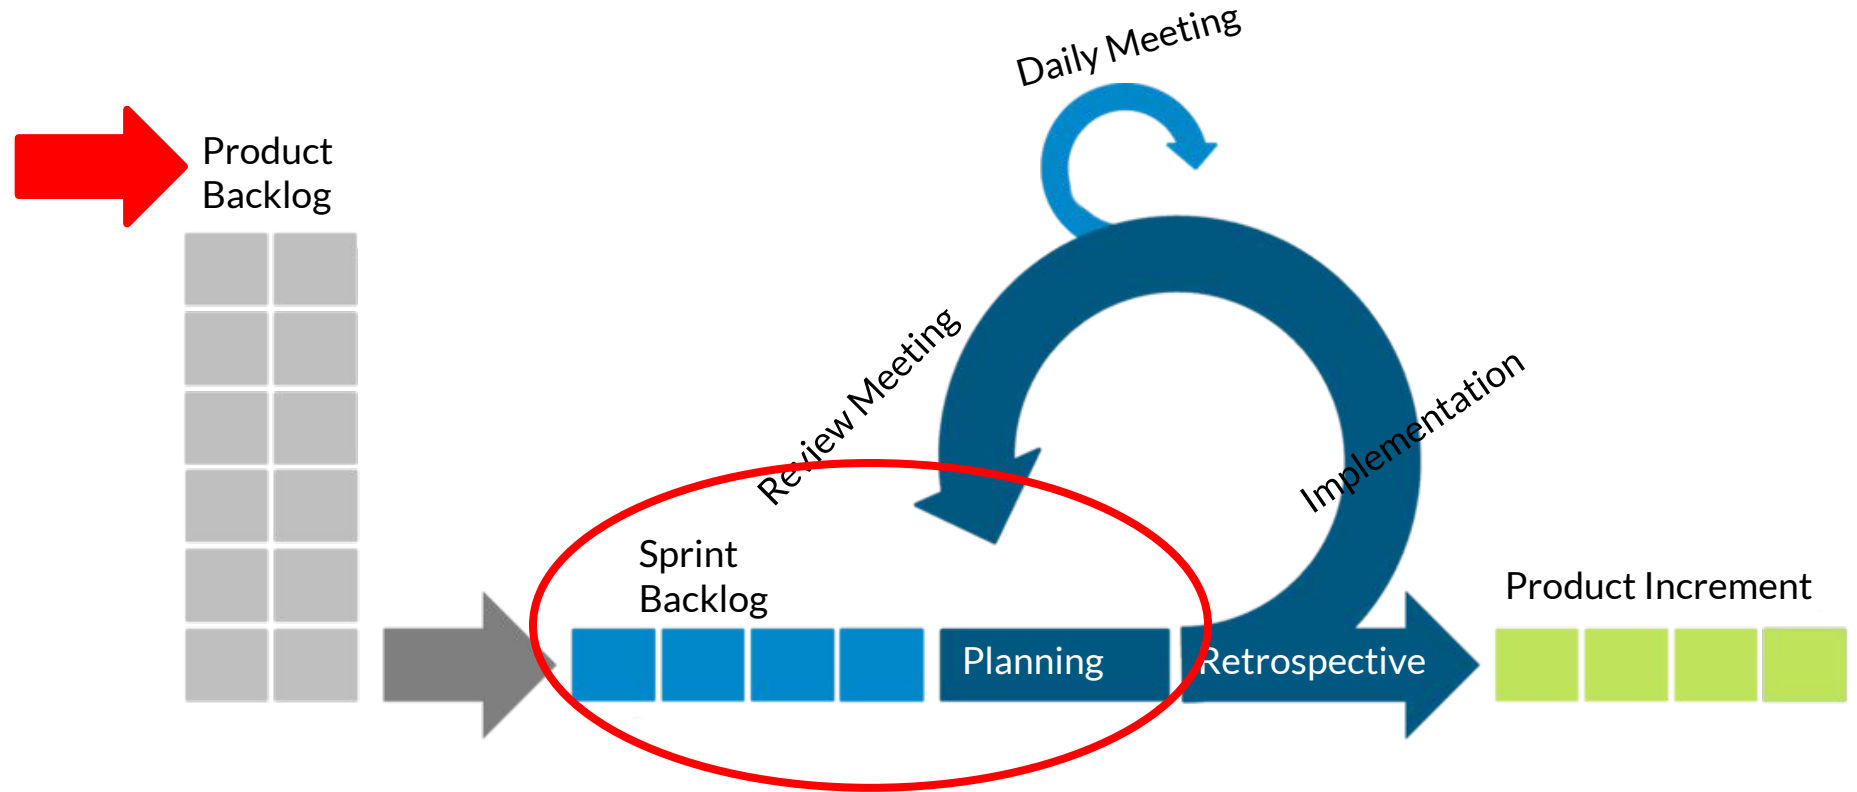 Daily Meeting
Product
Backlog
Review Meeting
Implementation
Sprint
Backlog
Product Increment
Planning
Retrospective